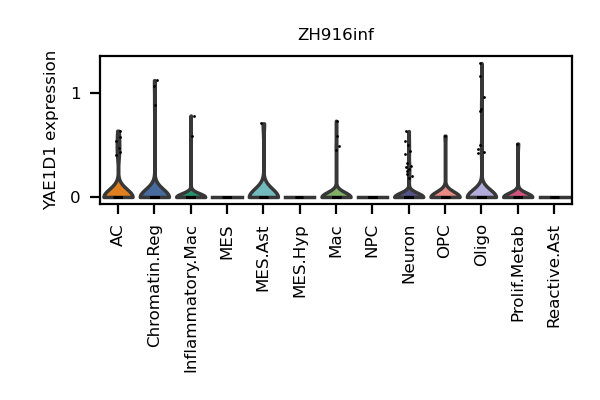 ZH916inf
YAE1D1 expression
1
0
AC
Chromatin.Reg
Inflammatory.Mac
MES
MES.Ast
MES.Hyp
Mac
NPC
Neuron
OPC
Oligo
Prolif.Metab
Reactive.Ast